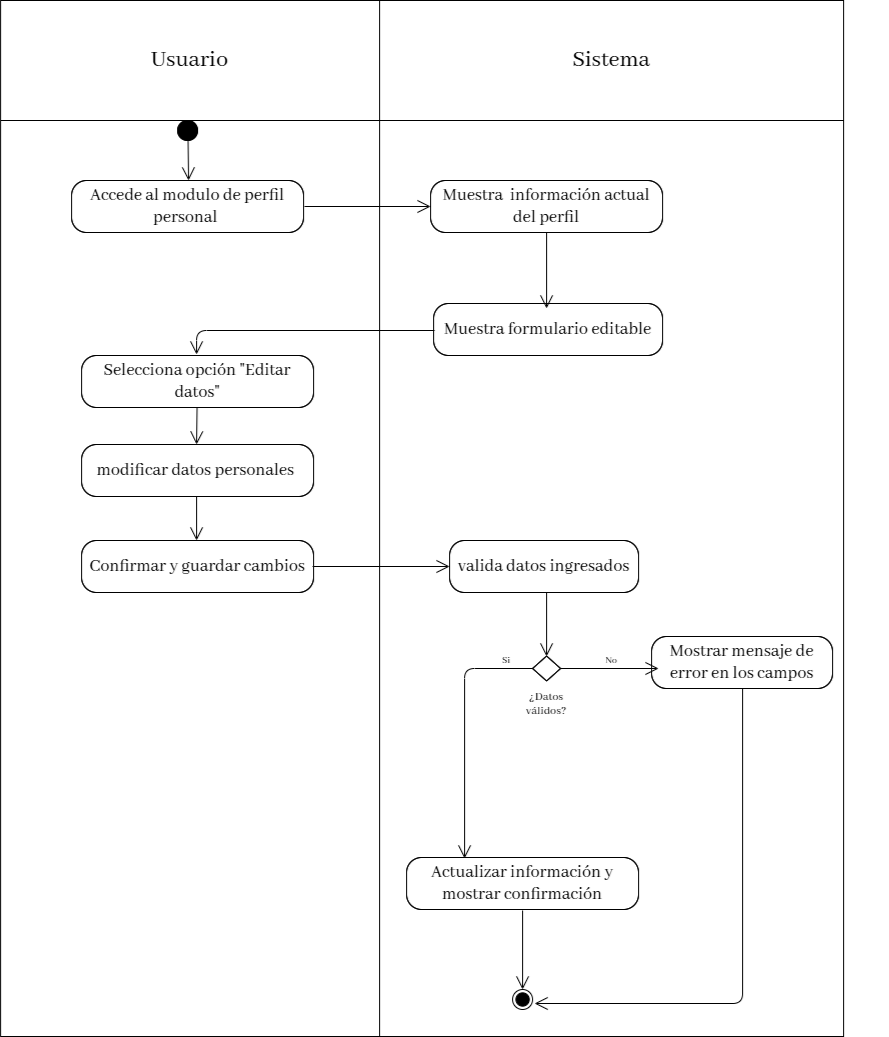 Usuario
Sistema
Accede al modulo de perfil
personal
Muestra información actual
del perfil
Muestra formulario editable
Selecciona opción "Editar
datos"
modificar datos personales
Confirmar y guardar cambios
valida datos ingresados
Mostrar mensaje de
error en los campos
Si
No
¿Datos
válidos?
Actualizar información y
mostrar confirmación